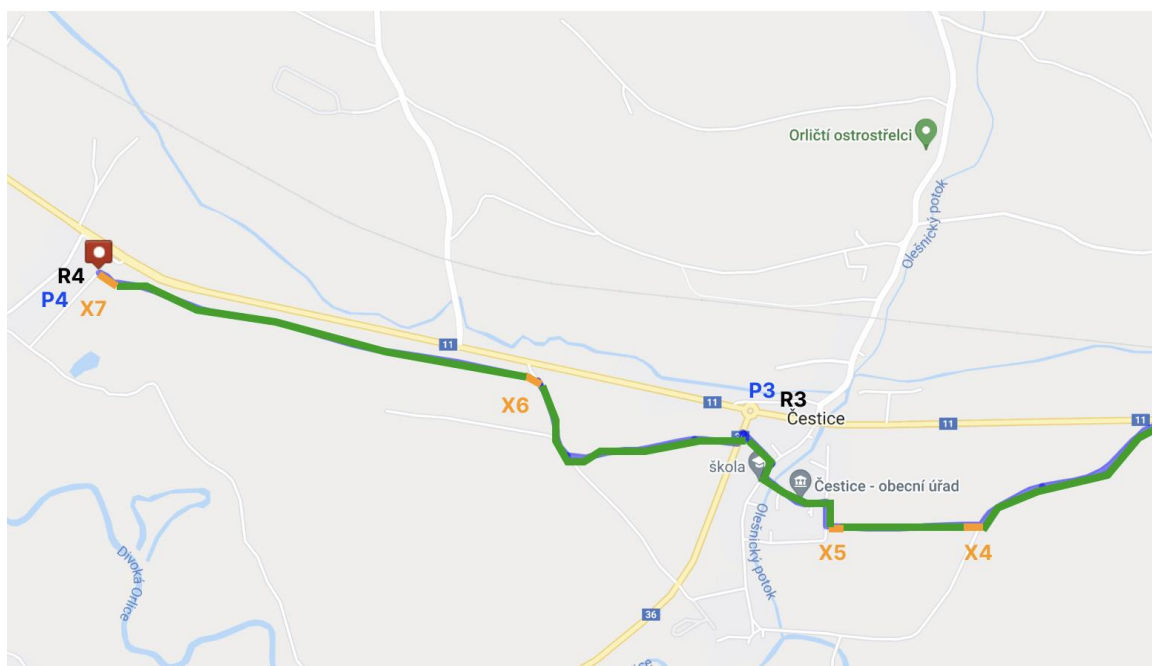 Orličtí ostrostřelci
Olešnický potok
R4
P4
X7
11
X6
P3
R3
11
Čestice
11
11
škola
Čestice - obecní úřad
Olešnický potok
X5
X4
Divoká Orlice
36